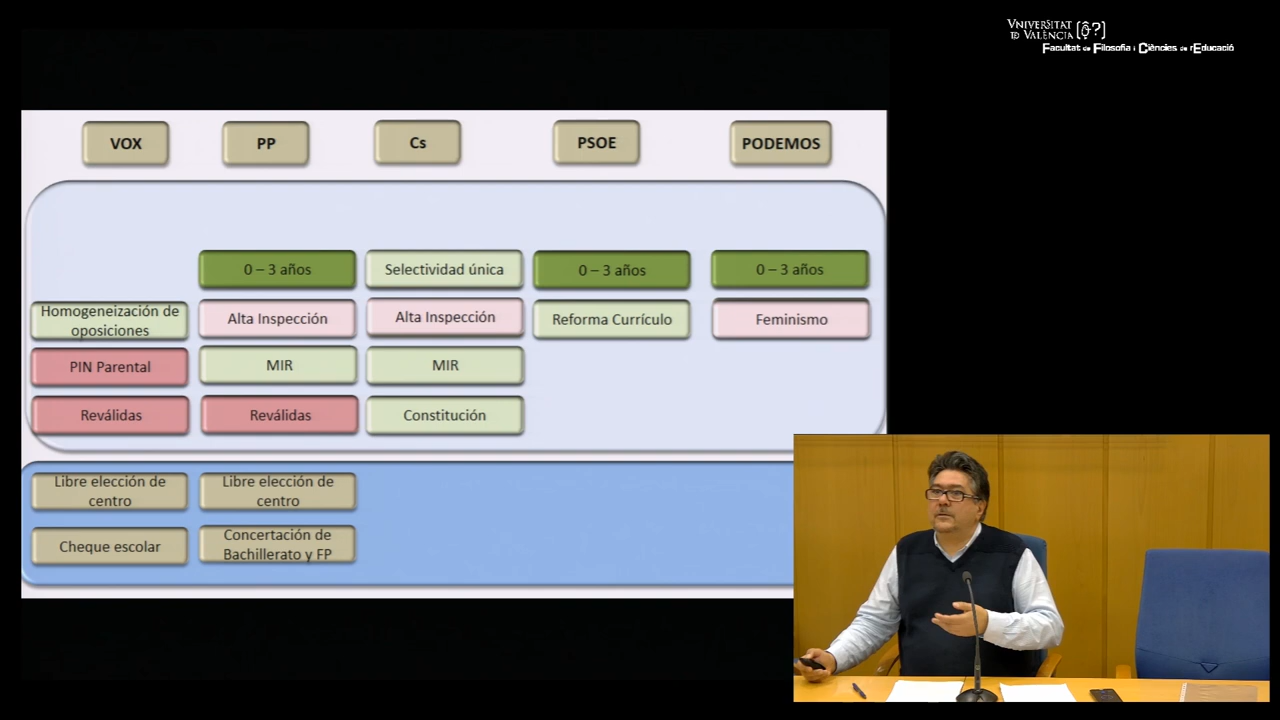 VNIVERSITAT
D VALÈNCIA
Facultat de Filosofia i Ciències de l'Educació
VOX
PP
Cs
PSOE
PODEMOS
0 – 3 años
Selectividad única
0 – 3 años
0 – 3 años
Homogeneización de
oposiciones
Alta Inspección
Alta Inspección
Reforma Currículo
Feminismo
PIN Parental
MIR
MIR
Reválidas
Reválidas
Constitución
Libre elección de
centro
Libre elección de
centro
Cheque escolar
Concertación de
Bachillerato y FP